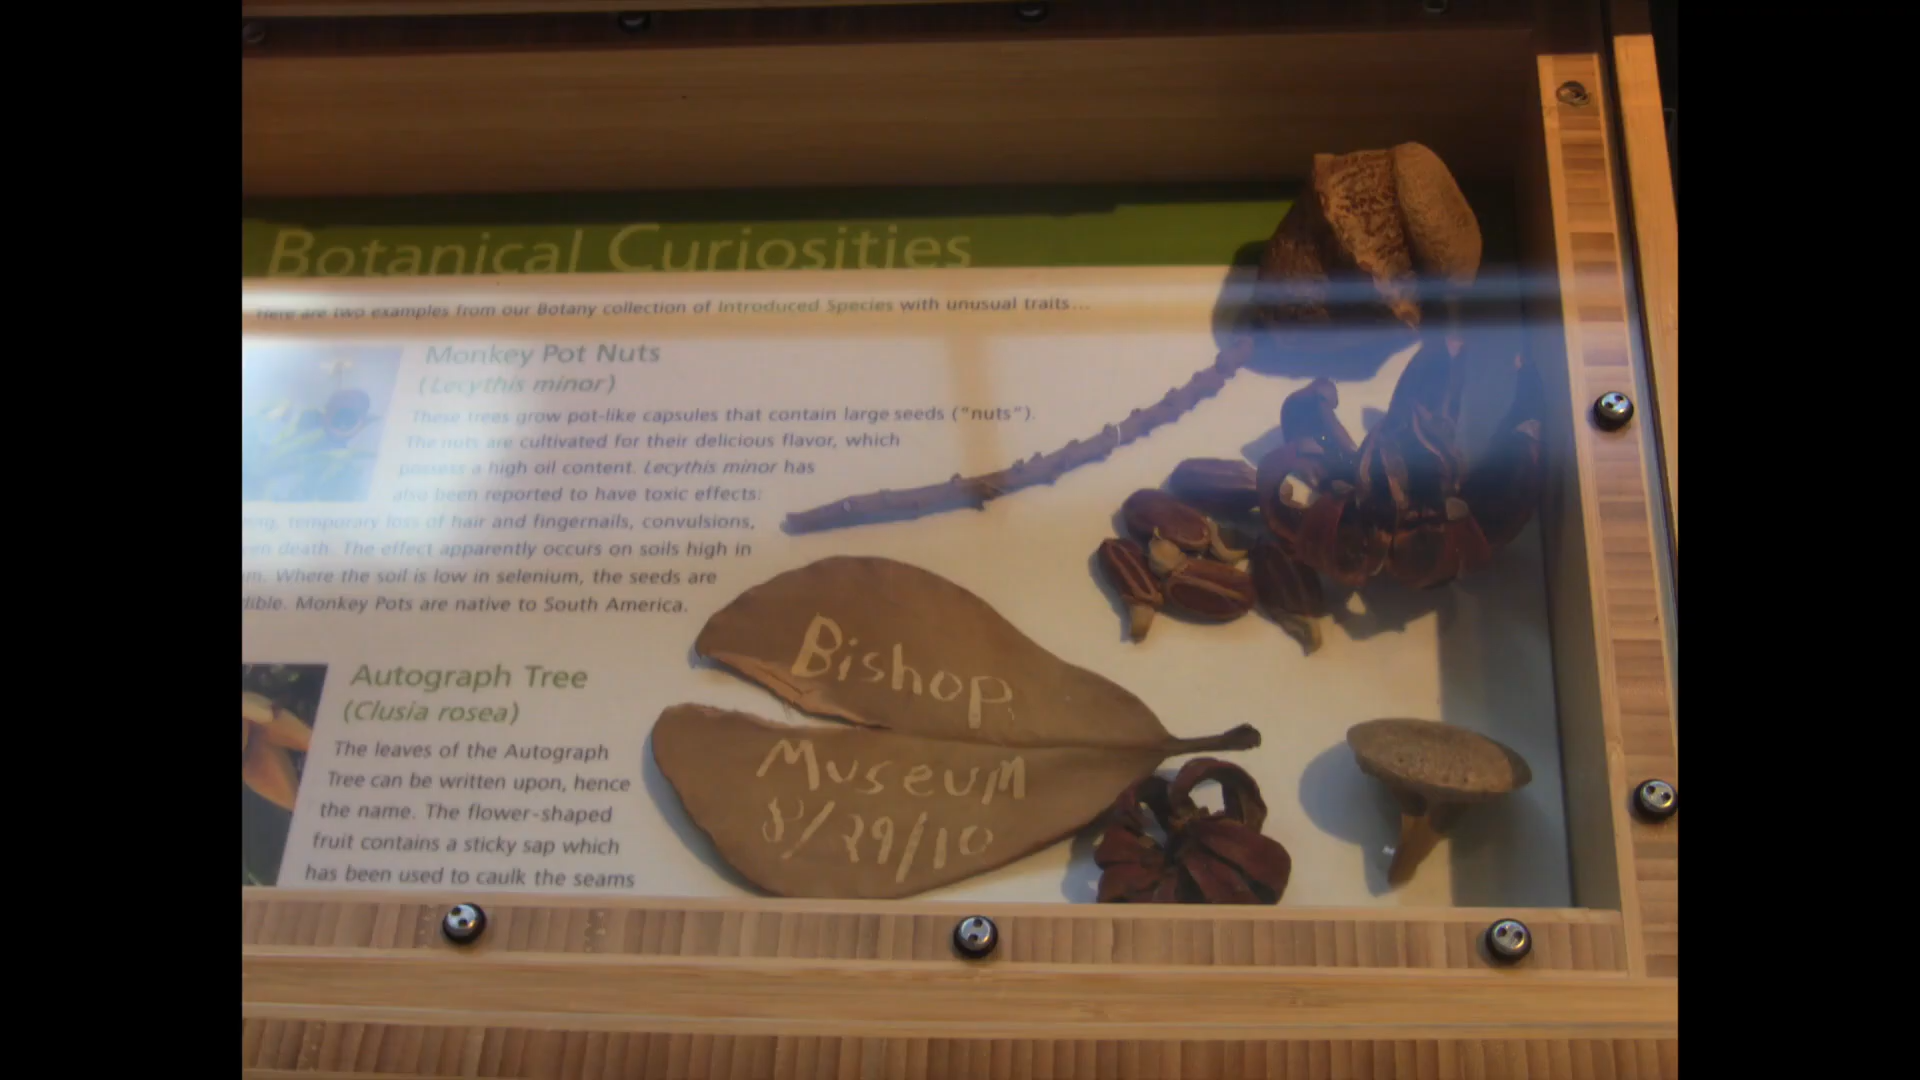 Botanical Curiosities
Here are two examples from our Botany collection of Introduced Species with unusual traits...
Monkey Pot Nuts
(Lecythis minor)
These trees grow pot-like capsules that contain large seeds ("nuts").
The nuts are cultivated for their delicious flavor, which
possess a high oil content. Lecythis minor has
also been reported to have toxic effects:
temporary loss of hair and fingernails, convulsions,
death. The effect apparently occurs on soils high in
Where the soil is low in selenium, the seeds are
Monkey Pots are native to South America.
Autograph Tree
(Clusia rosea)
The leaves of the Autograph
Tree can be written upon, hence
the name. The flower-shaped
fruit contains a sticky sap which
has been used to caulk the seams
Bishop
Museum
8/29/10